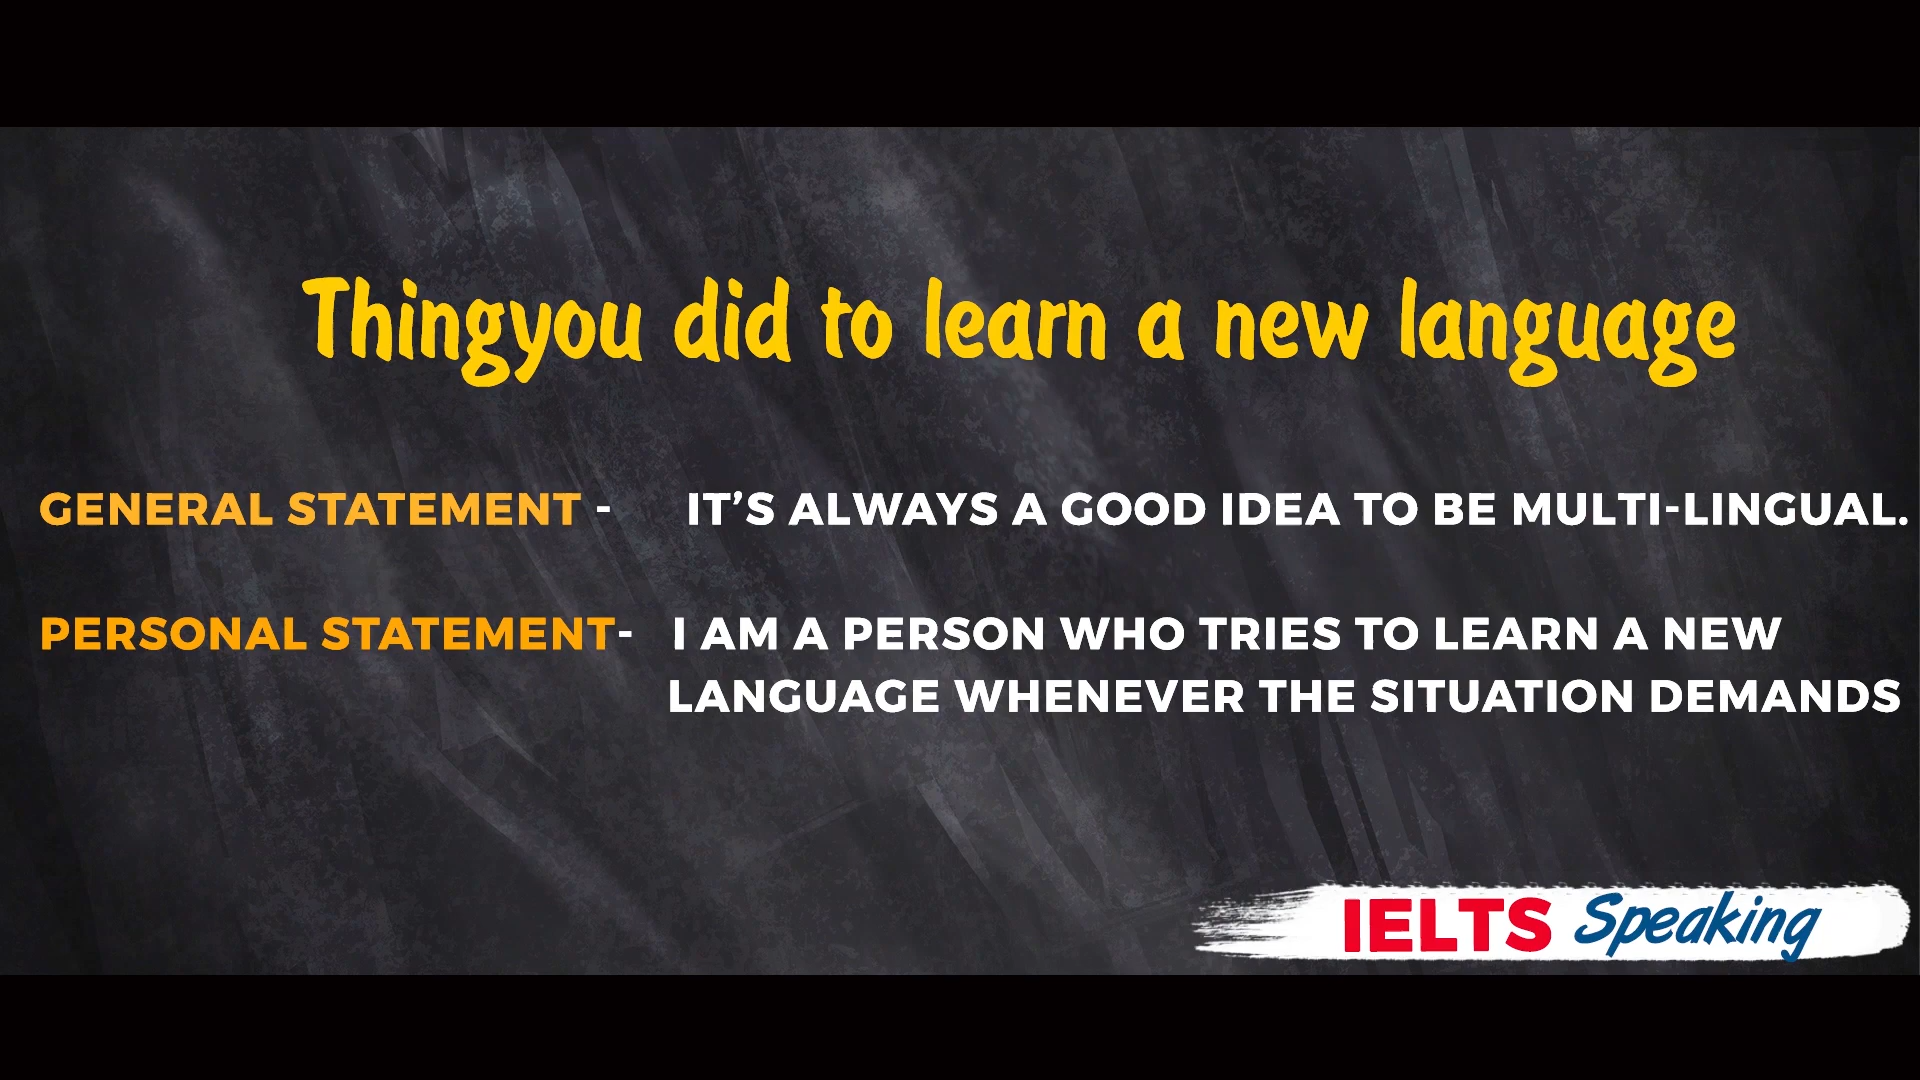 Thingyou did to learn a new language
GENERAL STATEMENT - IT’S ALWAYS A GOOD IDEA TO BE MULTI-LINGUAL.
PERSONAL STATEMENT- I AM A PERSON WHO TRIES TO LEARN A NEW
LANGUAGE WHENEVER THE SITUATION DEMANDS
IELTS Speaking